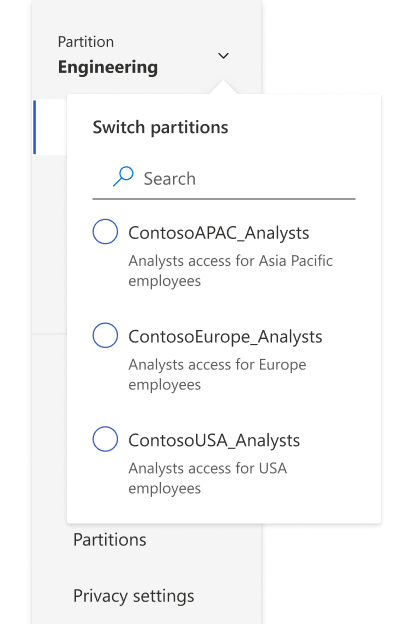 Partition
Engineering
Switch partitions
Search
ContosoAPAC_Analysts
Analysts access for Asia Pacific
employees
ContosoEurope_Analysts
Analysts access for Europe
employees
ContosoUSA_Analysts
Analysts access for USA
employees
Partitions
Privacy settings